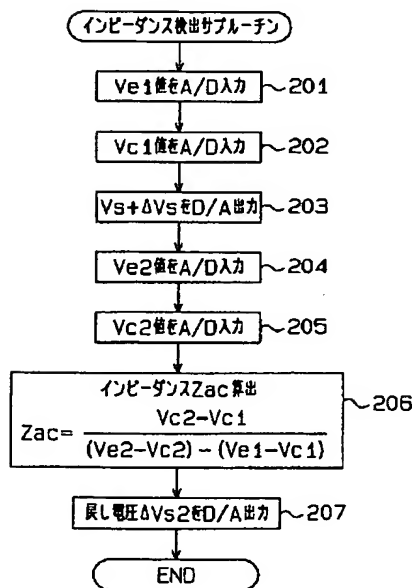 インピーダンス検出サブルーチン
Ve1値をA/D入力 201
Vc1値をA/D入力 202
Vs+ΔVsをD/A出力 203
Ve2値をA/D入力 204
Vc2値をA/D入力 205
インピーダンスZac算出 206
Vc2-Vc1
Zac=
(Ve2-Vc2)-(Ve1-Vc1)
戻し電圧ΔVs2をD/A出力 207
END